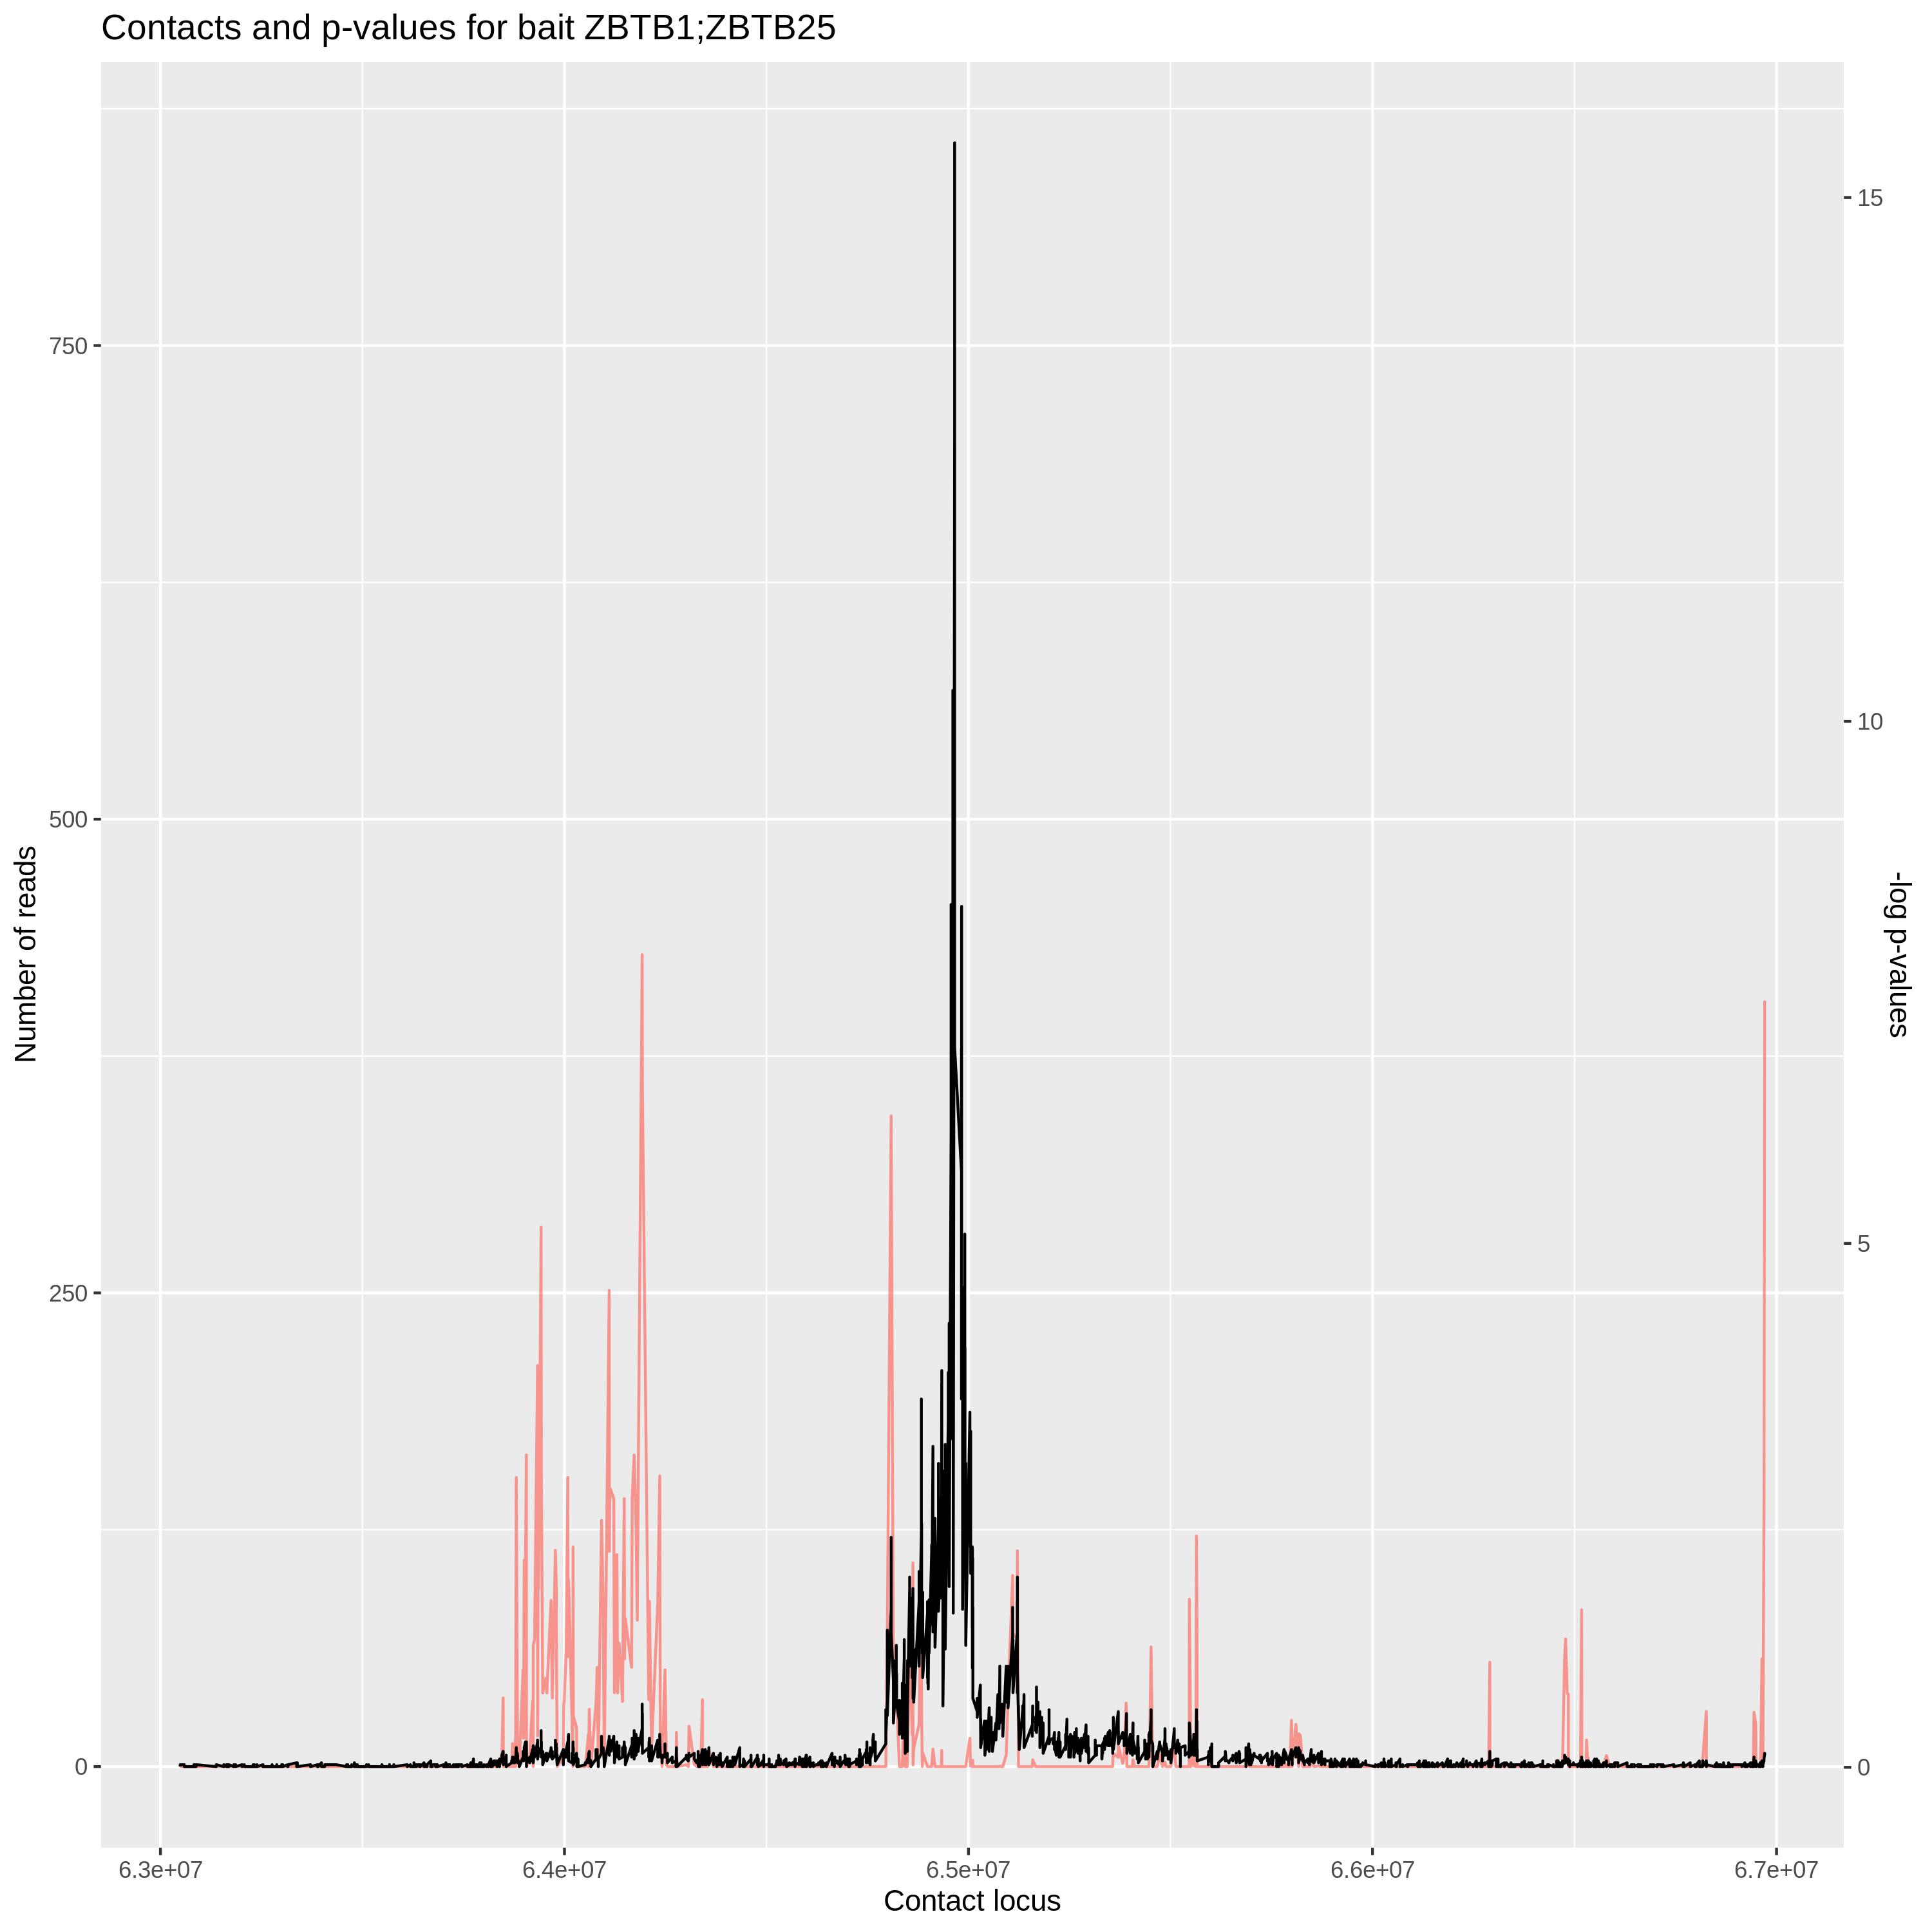 Contacts and p-values for bait ZBTB1;ZBTB25
750
500
250
0
Number of reads
15
10
5
0
-log p-values
6.3e+07 6.4e+07 6.5e+07 6.6e+07 6.7e+07
Contact locus